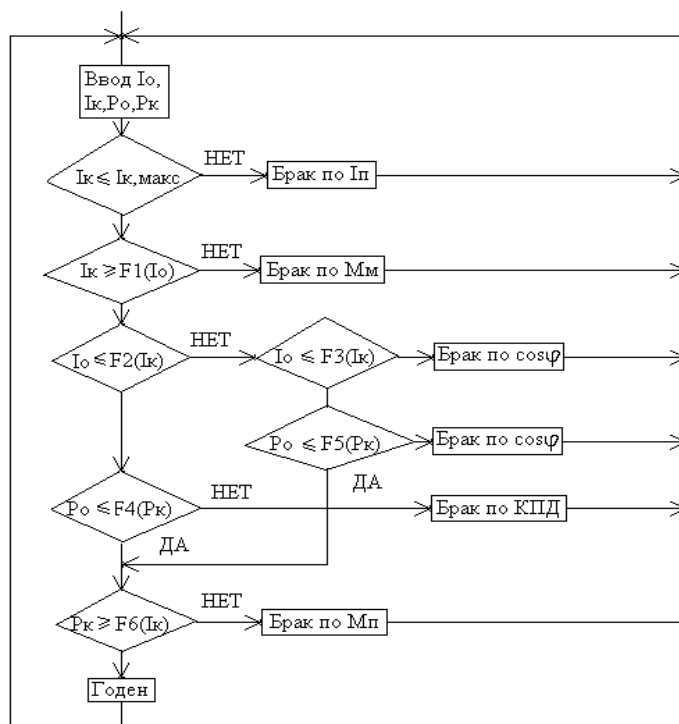 Ввод Iо,
Iк,Pо,Pк
НЕТ
Iк ≤ Iк,макс
Брак по Iп
НЕТ
Iк ≥ F1(Iо)
Брак по Мм
НЕТ
Iо ≤ F2(Iк)
Iо ≤ F3(Iк)
Брак по cosφ
Pо ≤ F5(Pк)
Брак по cosφ
ДА
НЕТ
Pо ≤ F4(Pк)
Брак по КПД
ДА
НЕТ
Pк ≥ F6(Iк)
Брак по Мп
Годен